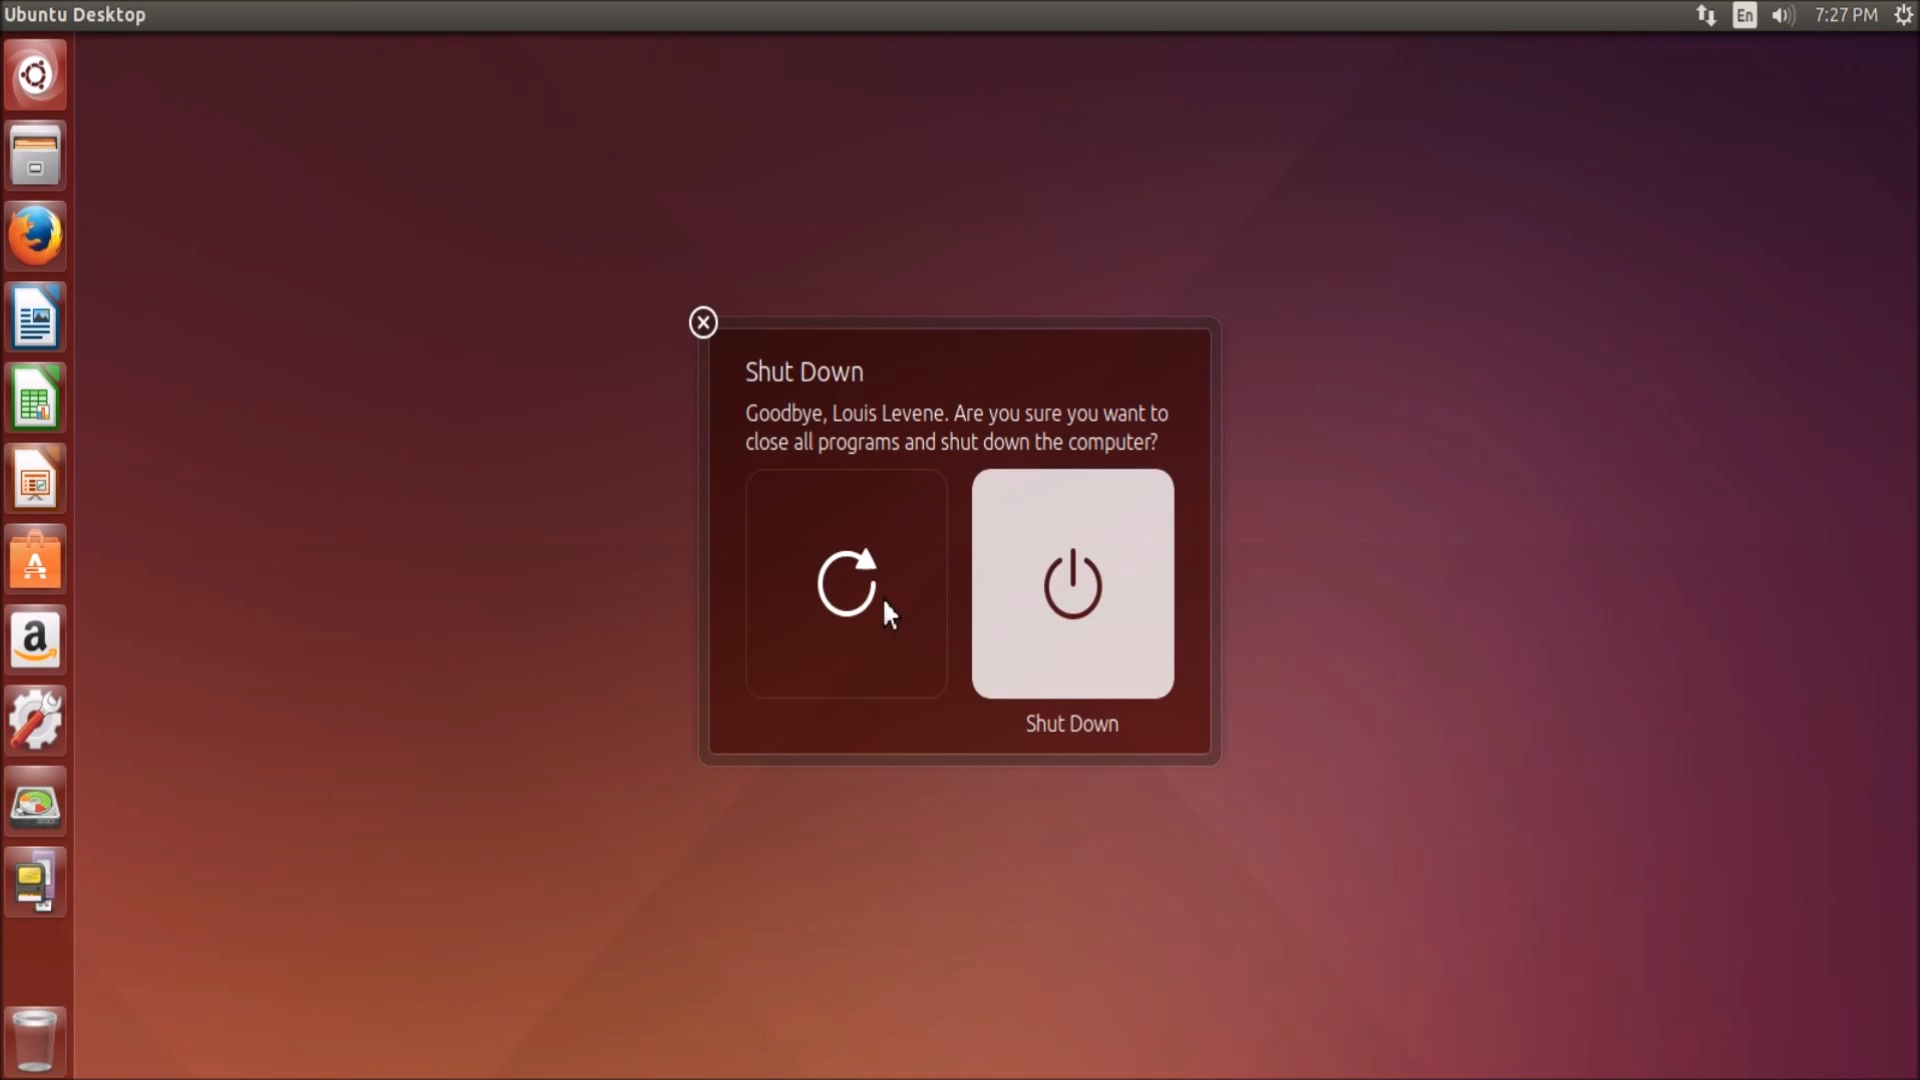 Ubuntu Desktop
En
7:27 PM
Shut Down
Goodbye, Louis Levene. Are you sure you want to
close all programs and shut down the computer?
Shut Down
A
a